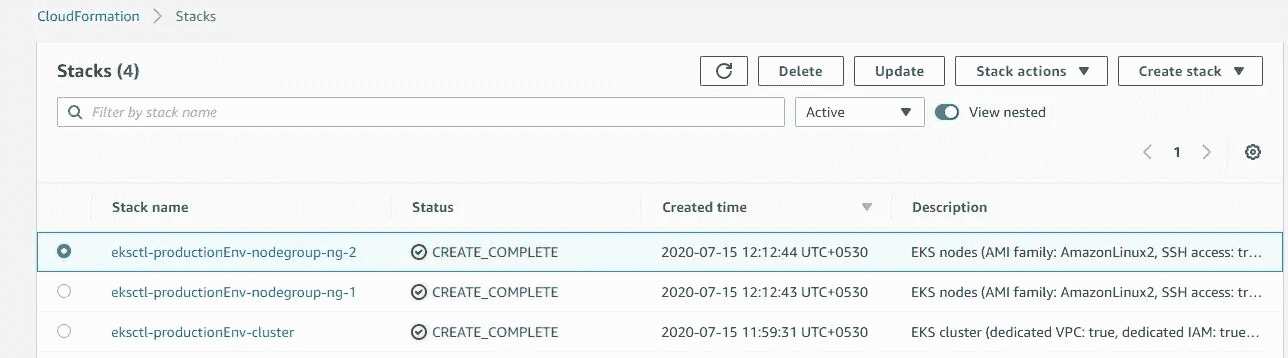 CloudFormation > Stacks
Stacks (4) Delete Update Stack actions Create stack
Filter by stack name Active View nested
1
Stack name Status Created time Description
eksctl-productionEnv-nodegroup-ng-2 CREATE_COMPLETE 2020-07-15 12:12:44 UTC+0530 EKS nodes (AMI family: AmazonLinux2, SSH access: tr…
eksctl-productionEnv-nodegroup-ng-1 CREATE_COMPLETE 2020-07-15 12:12:43 UTC+0530 EKS nodes (AMI family: AmazonLinux2, SSH access: tr…
eksctl-productionEnv-cluster CREATE_COMPLETE 2020-07-15 11:59:31 UTC+0530 EKS cluster (dedicated VPC: true, dedicated IAM: true…